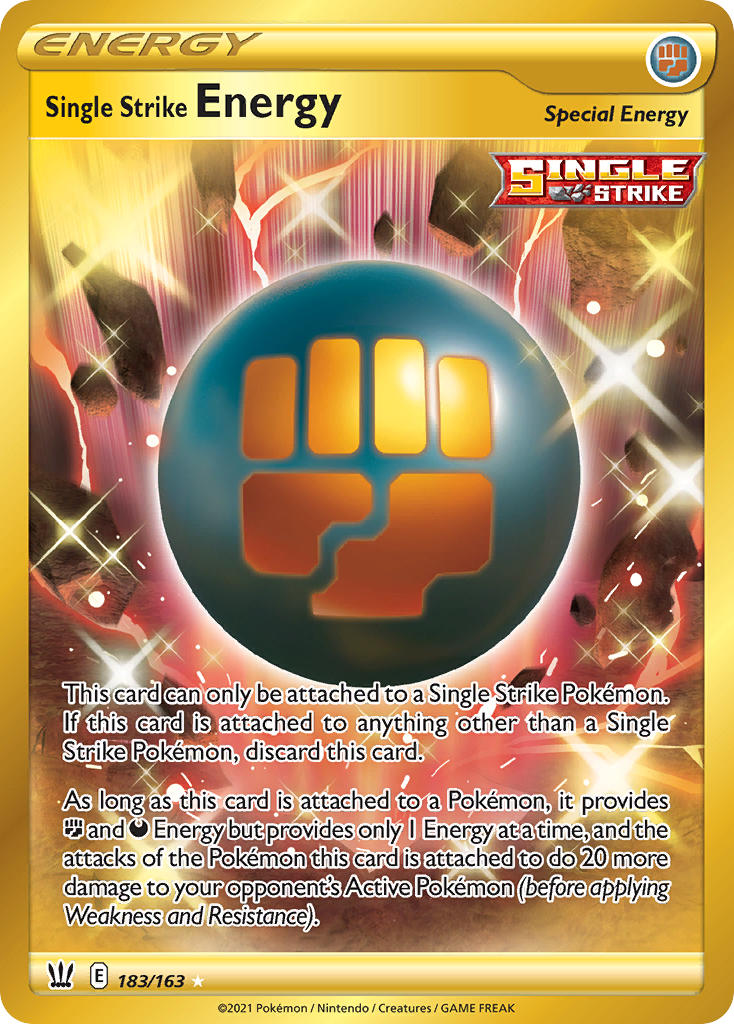 ENERGY
Single Strike Energy
Special Energy
SINGLE
STRIKE
This card can only be attached to a Single Strike Pokémon.
If this card is attached to anything other than a Single
Strike Pokémon, discard this card.
As long as this card is attached to a Pokémon, it provides
and Energy but provides only 1 Energy at a time, and the
attacks of the Pokémon this card is attached to do 20 more
damage to your opponent's Active Pokémon (before applying
Weakness and Resistance).
E 183/163
©2021 Pokémon / Nintendo / Creatures / GAME FREAK